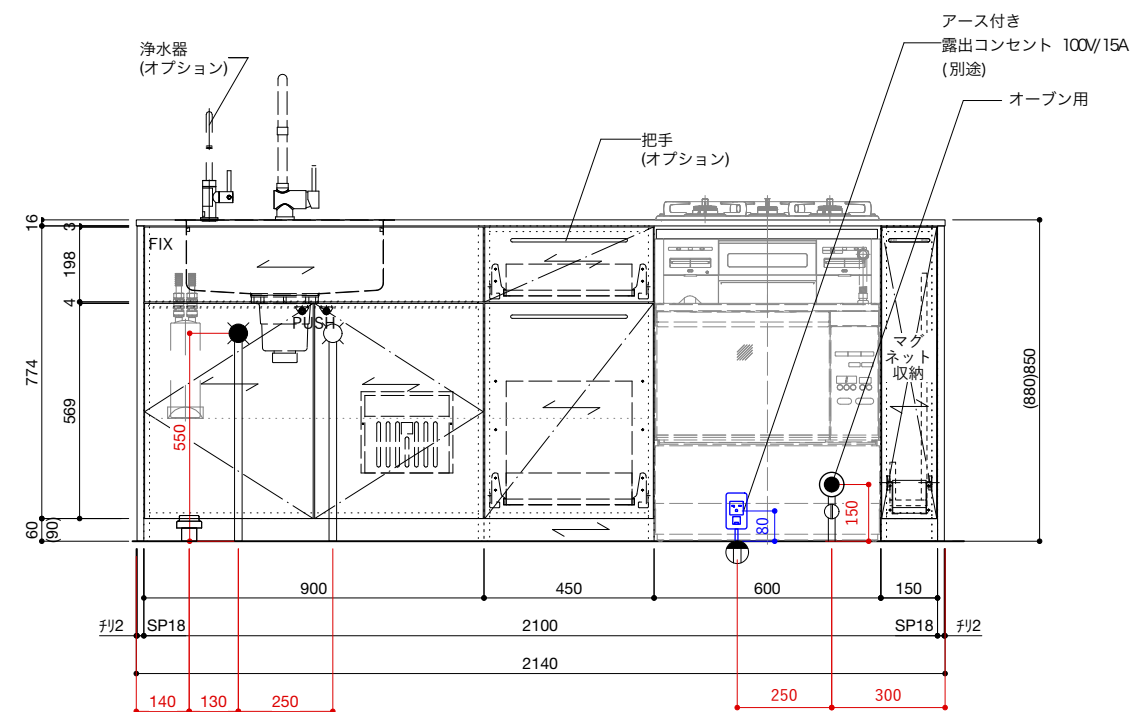 アース付き
露出コンセント 100V/15A
(別途)
浄水器
(オプション)
オーブン用
把手
(オプション)
16
3
FIX
198
4
PUSH
774
569
550
マグ
ネット
収納
(880)850
60
(90)
80
150
900
450
600
150
チリ2
SP18
2100
SP18
チリ2
2140
140
130
250
250
300